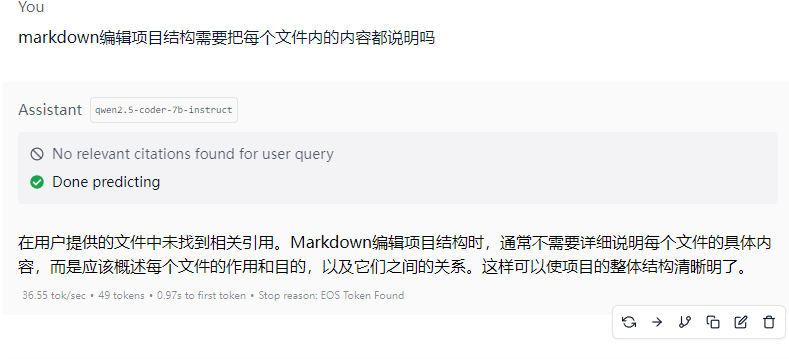 You
markdown编辑项目结构需要把每个文件内的内容都说明吗
Assistant qwen2.5-coder-7b-instruct
No relevant citations found for user query
Done predicting
在用户提供的文件中未找到相关引用。Markdown编辑项目结构时，通常不需要详细说明每个文件的具体内
容，而是应该概述每个文件的作用和目的，以及它们之间的关系。这样可以使项目的整体结构清晰明了。
36.55 tok/sec • 49 tokens • 0.97s to first token • Stop reason: EOS Token Found